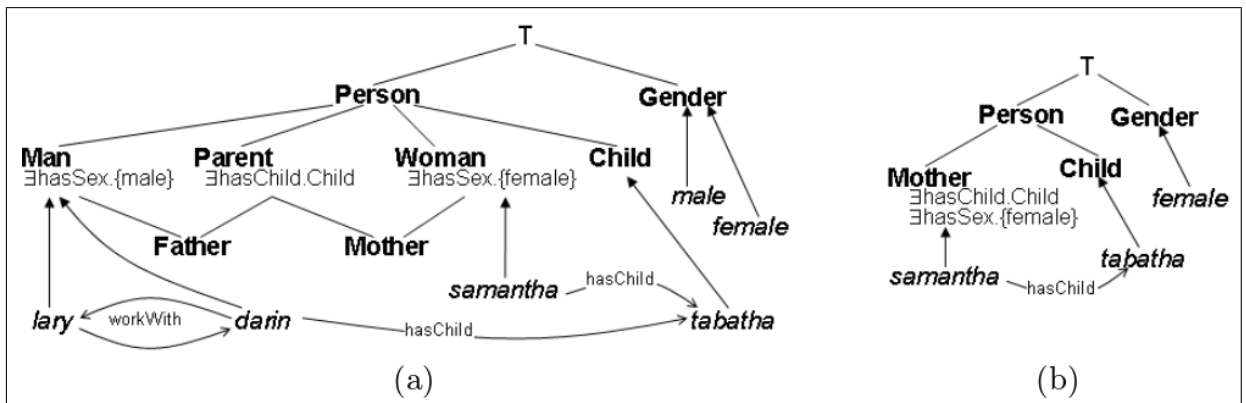 T
Person
Gender
Man
Parent
Woman
Child
∃hasSex.{male}
∃hasChild.Child
∃hasSex.{female}
male
female
Father
Mother
samantha
hasChild
lary
workWith
darin
hasChild
tabatha
(a)
T
Person
Gender
Mother
Child
∃hasChild.Child
∃hasSex.{female}
female
samantha
hasChild
tabatha
(b)